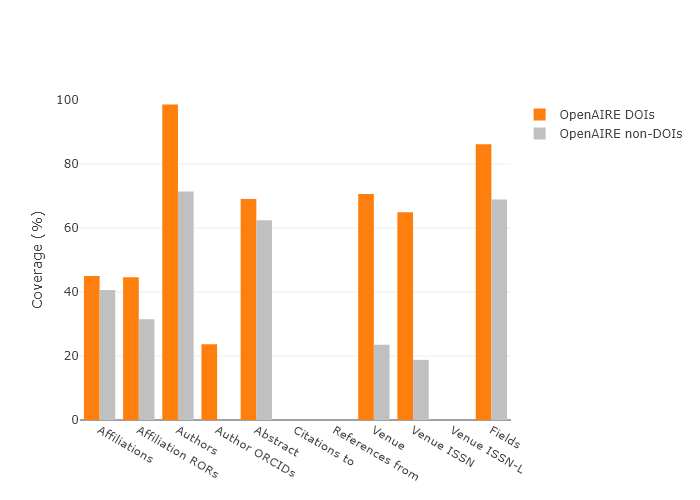 100
80
60
40
20
0
Coverage (%)
Affiliations
Affiliation RORs
Authors
Author ORCIDs
Abstract
Citations to
References from
Venue
Venue ISSN
Venue ISSN-L
Fields
OpenAIRE DOIs
OpenAIRE non-DOIs